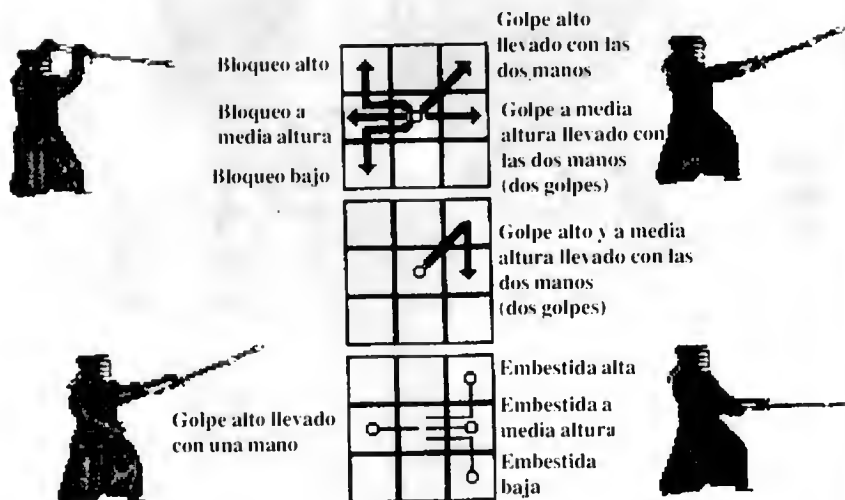 Bloqueo alto
Bloqueo a
media altura
Bloqueo bajo
Golpe alto
llevado con las
dos manos
Golpe a media
altura llevado con
las dos manos
(dos golpes)
Golpe alto y a media
altura llevado con las
dos manos
(dos golpes)
Golpe alto llevado
con una mano
Embestida alta
Embestida a
media altura
Embestida
baja